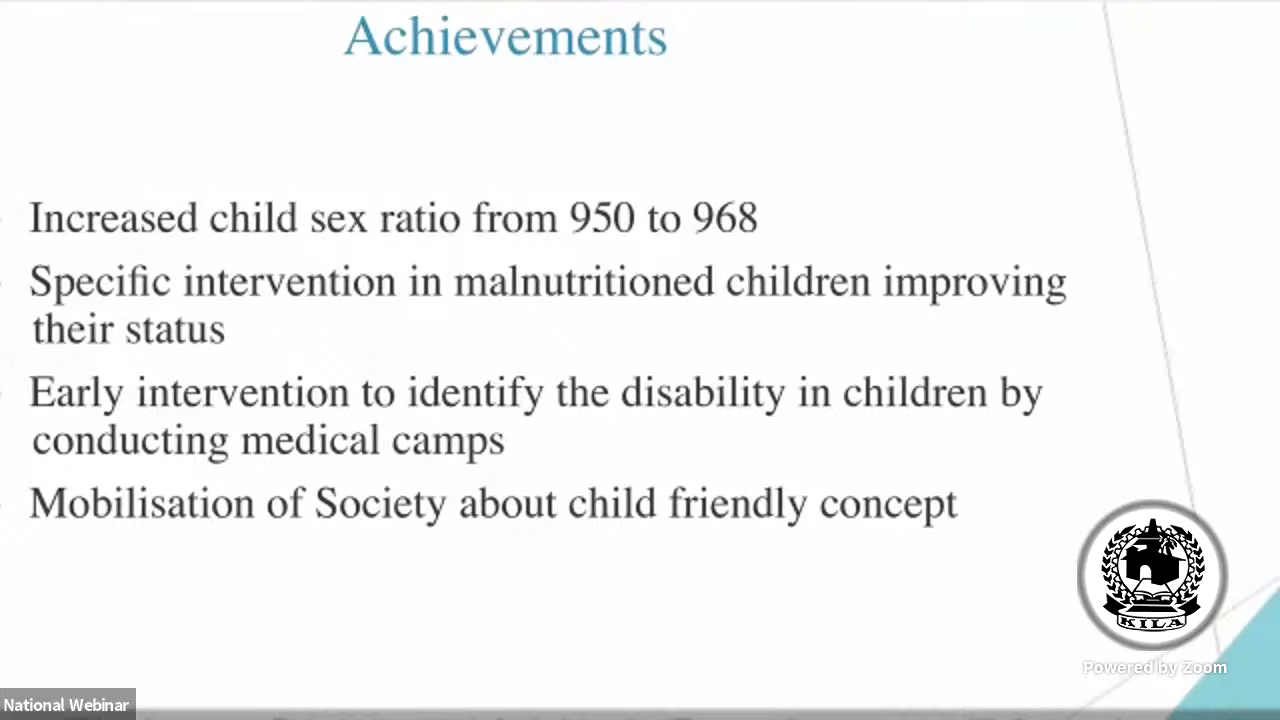 Achievements
Increased child sex ratio from 950 to 968
Specific intervention in malnutritioned children improving
their status
Early intervention to identify the disability in children by
conducting medical camps
Mobilisation of Society about child friendly concept
KILA
Powered by Zoom
National Webinar